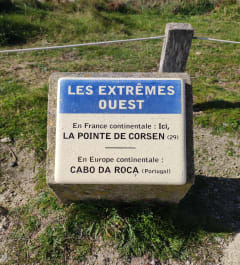 LES EXTRÊMES
OUEST
En France continentale : Ici,
LA POINTE DE CORSEN (29)
En Europe continentale :
CABO DA ROCA (Portugal)